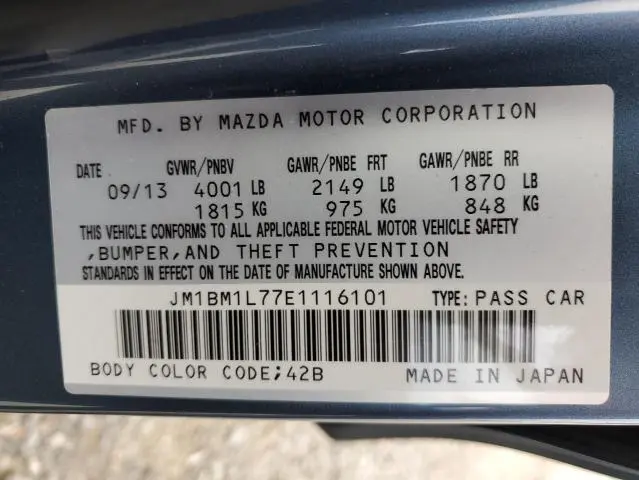 MFD. BY MAZDA MOTOR CORPORATION
DATE GVWR/PNBV GAWR/PNBE FRT GAWR/PNBE RR
09/13 4001 LB 2149 LB 1870 LB
1815 KG 975 KG 848 KG
THIS VEHICLE CONFORMS TO ALL APPLICABLE FEDERAL MOTOR VEHICLE SAFETY
,BUMPER,AND THEFT PREVENTION
STANDARDS IN EFFECT ON THE DATE OF MANUFACTURE SHOWN ABOVE.
JM1BM1L77E1116101 TYPE: PASS CAR
BODY COLOR CODE;42B MADE IN JAPAN